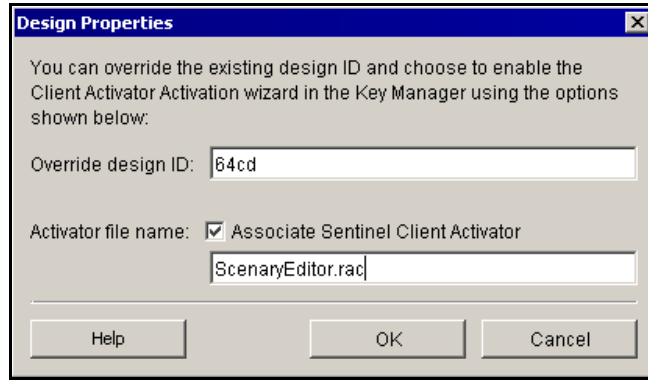 Design Properties
You can override the existing design ID and choose to enable the
Client Activator Activation wizard in the Key Manager using the options
shown below:
Override design ID: 64cd
Activator file name: Associate Sentinel Client Activator
ScenaryEditor.rac
Help OK Cancel